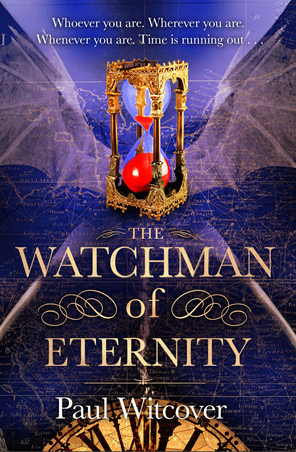 Whoever you are. Wherever you are.
Whenever you are. Time is running out . . .
THE
WATCHMAN
of
ETERNITY
Paul Witcover